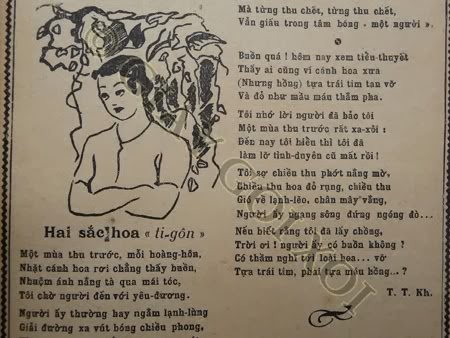 Hai sắc hoa « ti-gôn »
Một mùa thu trước, mỗi hoàng-hôn,
Nhặt cánh hoa rơi chẳng thấy buồn,
Nhuộm ánh nắng tà qua mái tóc,
Tôi chờ người đến với yêu-đương.
Người ấy thường hay ngắm lạnh-lùng
Giải đường xa vút bóng chiều phong,
Mà từng thu chết, từng thu chết,
Vẫn giấu trong tâm bóng « một người ».
Buồn quá ! hôm nay xem tiểu-thuyết
Thấy ai cũng ví cánh hoa xưa
(Nhưng hồng) tựa trái tim tan vỡ
Và đỏ như mầu máu thắm pha.
Tôi nhớ lời người đã bảo tôi
Một mùa thu trước rất xa-xôi :
Đến nay tôi hiểu thì tôi đã
làm lỡ tình-duyên cũ mất rồi !
Tôi sợ chiều thu phớt nắng mờ,
Chiều thu hoa đỏ rụng, chiều thu
Gió về lạnh-lẽo, chân mây vắng,
Người ấy ngang sông đứng ngóng đò...
Nếu biết rằng tôi đã lấy chồng,
Trời ơi ! người ấy có buồn không ?
Có thầm nghĩ tới loài hoa... vỡ
Tựa trái tim, phai tựa máu hồng...?
T. T. Kh.